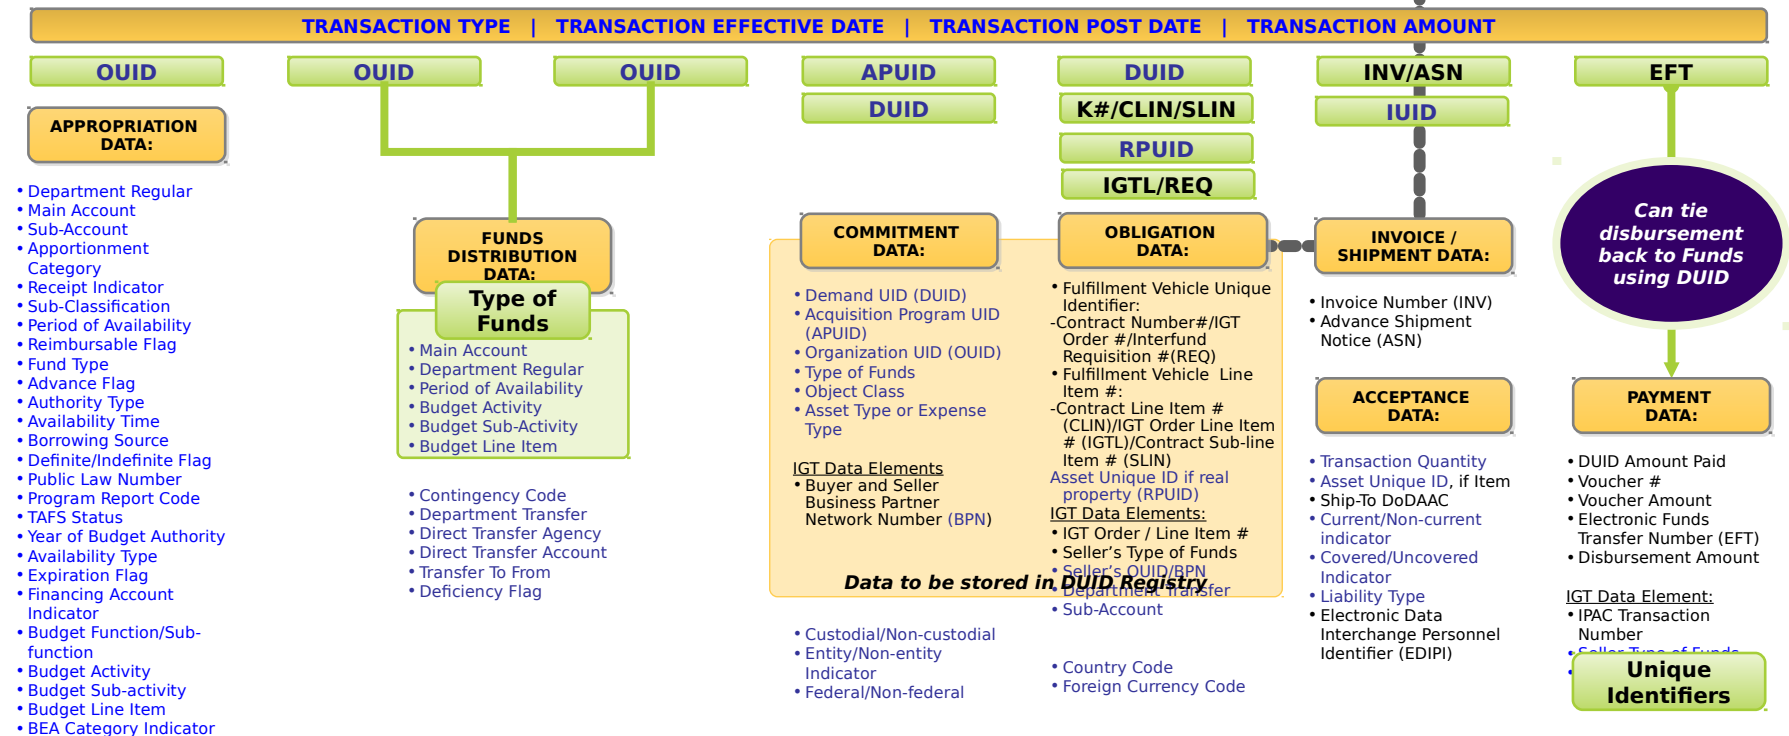 TRANSACTION TYPE | TRANSACTION EFFECTIVE DATE | TRANSACTION POST DATE | TRANSACTION AMOUNT
OUID
OUID
OUID
APUID
DUID
INV/ASN
EFT
DUID
K#/CLIN/SLIN
IUID
RPUID
IGTL/REQ
APPROPRIATION
DATA:
• Department Regular
• Main Account
• Sub-Account
• Apportionment
Category
• Receipt Indicator
• Sub-Classification
• Period of Availability
• Reimbursable Flag
• Fund Type
• Advance Flag
• Authority Type
• Availability Time
• Borrowing Source
• Definite/Indefinite Flag
• Public Law Number
• Program Report Code
• TAFS Status
• Year of Budget Authority
• Availability Type
• Expiration Flag
• Financing Account
Indicator
• Budget Function/Sub-
function
• Budget Activity
• Budget Sub-activity
• Budget Line Item
• BEA Category Indicator
FUNDS
DISTRIBUTION
DATA:
Type of
Funds
• Main Account
• Department Regular
• Period of Availability
• Budget Activity
• Budget Sub-Activity
• Budget Line Item
• Contingency Code
• Department Transfer
• Direct Transfer Agency
• Direct Transfer Account
• Transfer To From
• Deficiency Flag
COMMITMENT
DATA:
• Demand UID (DUID)
• Acquisition Program UID
(APUID)
• Organization UID (OUID)
• Type of Funds
• Object Class
• Asset Type or Expense
Type
IGT Data Elements
• Buyer and Seller
Business Partner
Network Number (BPN)
Data to be stored in DUID Registry
• Custodial/Non-custodial
• Entity/Non-entity
Indicator
• Federal/Non-federal
OBLIGATION
DATA:
• Fulfillment Vehicle Unique
Identifier:
-Contract Number#/IGT
Order #/Interfund
Requisition #(REQ)
• Fulfillment Vehicle Line
Item #:
-Contract Line Item #
(CLIN)/IGT Order Line Item
# (IGTL)/Contract Sub-line
Item # (SLIN)
Asset Unique ID if real
property (RPUID)
IGT Data Elements:
• IGT Order / Line Item #
• Seller’s Type of Funds
• Seller’s OUID/BPN
• Department Transfer
• Sub-Account
• Country Code
• Foreign Currency Code
INVOICE /
SHIPMENT DATA:
• Invoice Number (INV)
• Advance Shipment
Notice (ASN)
ACCEPTANCE
DATA:
• Transaction Quantity
• Asset Unique ID, if Item
• Ship-To DoDAAC
• Current/Non-current
indicator
• Covered/Uncovered
Indicator
• Liability Type
• Electronic Data
Interchange Personnel
Identifier (EDIPI)
Can tie
disbursement
back to Funds
using DUID
PAYMENT
DATA:
• DUID Amount Paid
• Voucher #
• Voucher Amount
• Electronic Funds
Transfer Number (EFT)
• Disbursement Amount
IGT Data Element:
• IPAC Transaction
Number
• Seller Type of Funds
Unique
Identifiers